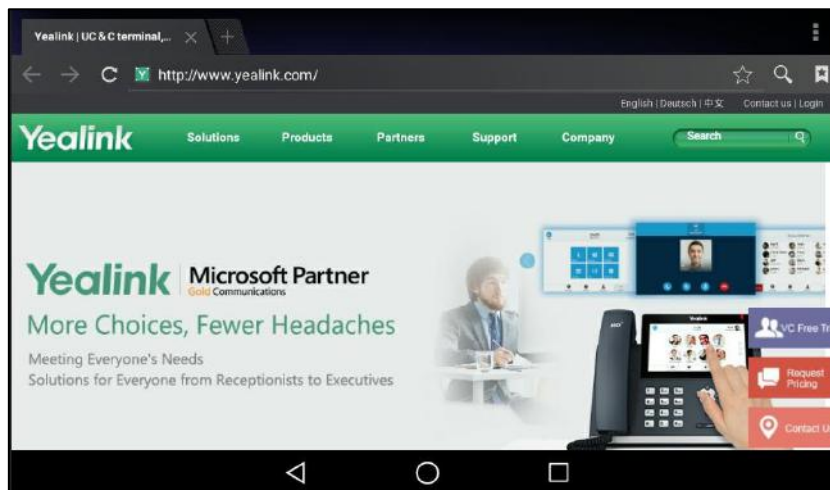 Yealink | UC & C terminal,...
http://www.yealink.com/
English | Deutsch | 中文 Contact us | Login
Yealink Solutions Products Partners Support Company Search
Yealink Microsoft Partner
Gold Communications
More Choices, Fewer Headaches
Meeting Everyone's Needs
Solutions for Everyone from Receptionists to Executives
Yealink
VC Free Tr
Request
Pricing
Contact U